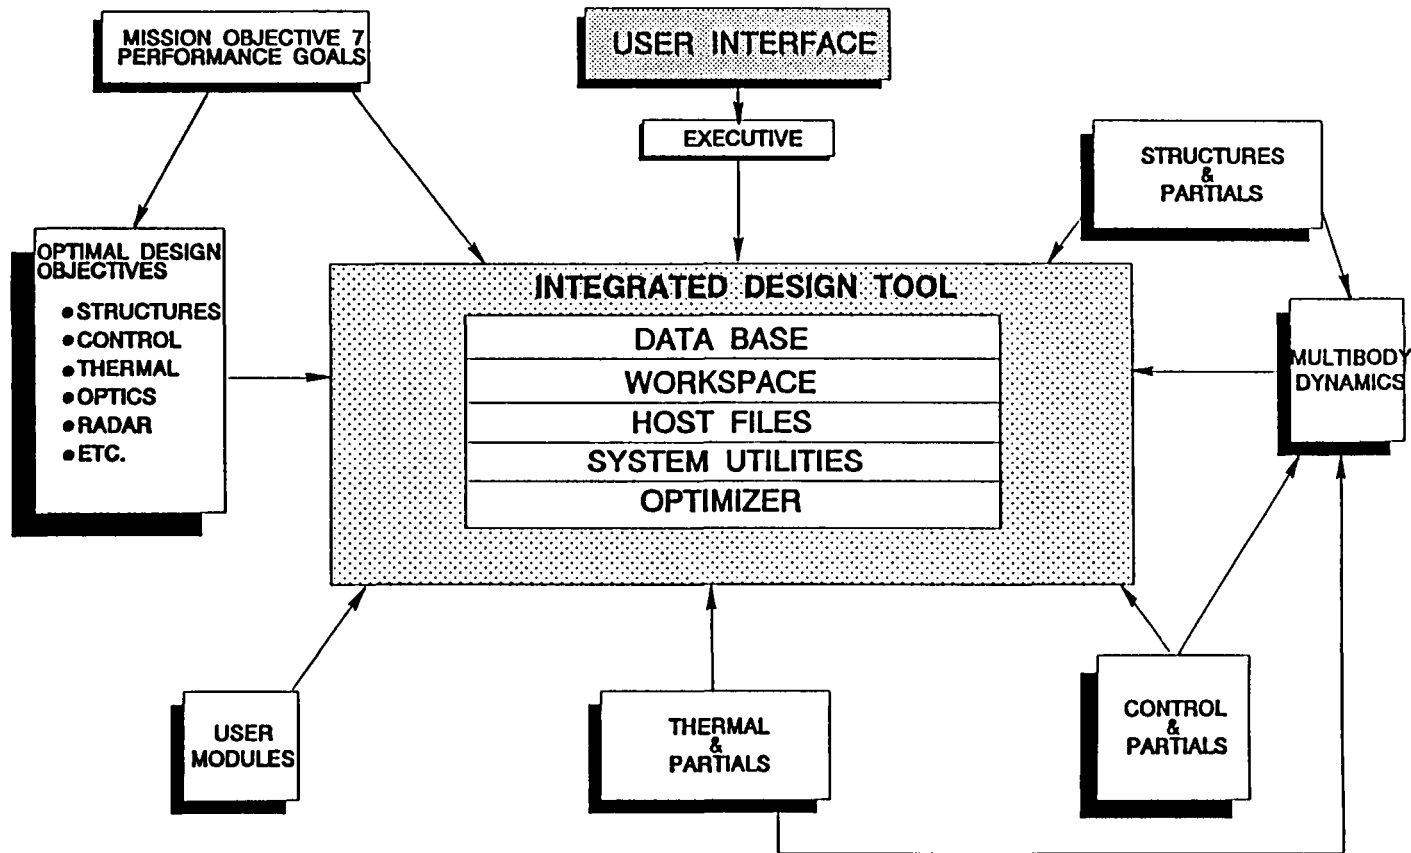 MISSION OBJECTIVE 7
PERFORMANCE GOALS
USER INTERFACE
EXECUTIVE
STRUCTURES
&
PARTIALS
OPTIMAL DESIGN
OBJECTIVES
● STRUCTURES
● CONTROL
● THERMAL
● OPTICS
● RADAR
● ETC.
INTEGRATED DESIGN TOOL
DATA BASE
WORKSPACE
HOST FILES
SYSTEM UTILITIES
OPTIMIZER
MULTIBODY
DYNAMICS
USER
MODULES
THERMAL
&
PARTIALS
CONTROL
&
PARTIALS